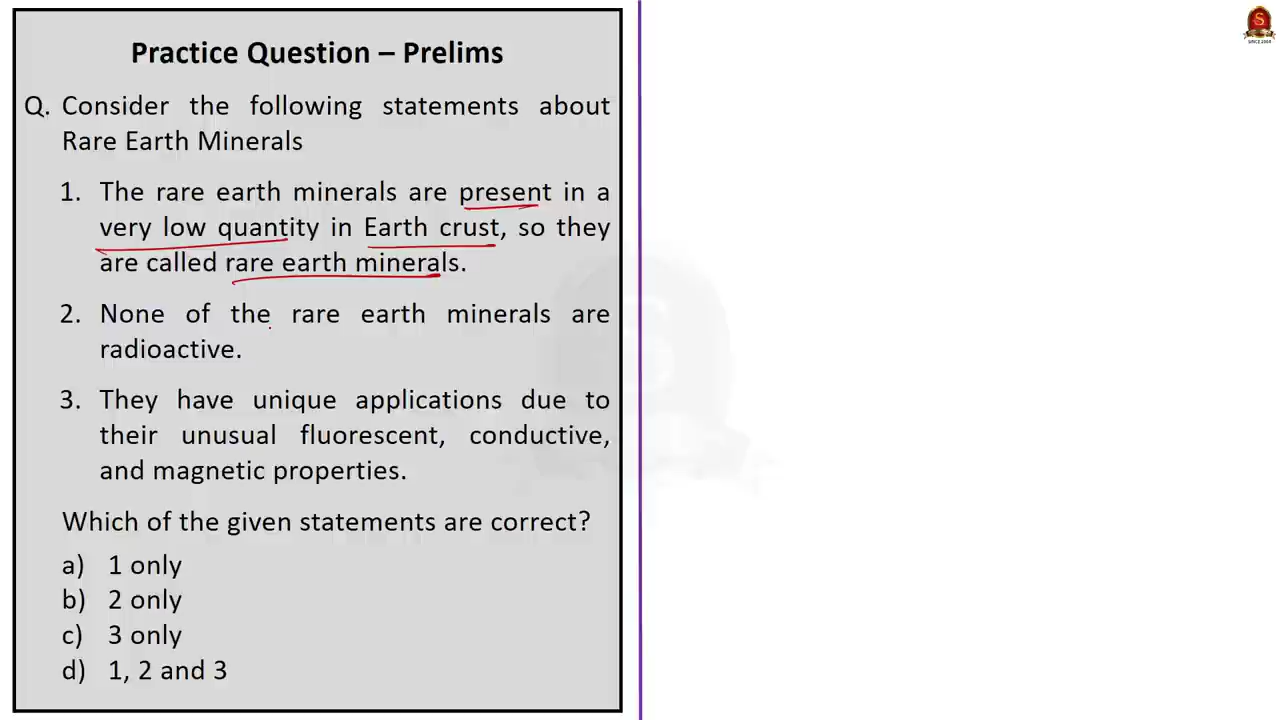 Practice Question – Prelims
Q. Consider the following statements about
Rare Earth Minerals
1. The rare earth minerals are present in a
very low quantity in Earth crust, so they
are called rare earth minerals.
2. None of the rare earth minerals are
radioactive.
3. They have unique applications due to
their unusual fluorescent, conductive,
and magnetic properties.
Which of the given statements are correct?
a) 1 only
b) 2 only
c) 3 only
d) 1, 2 and 3
S
SINCE 2004